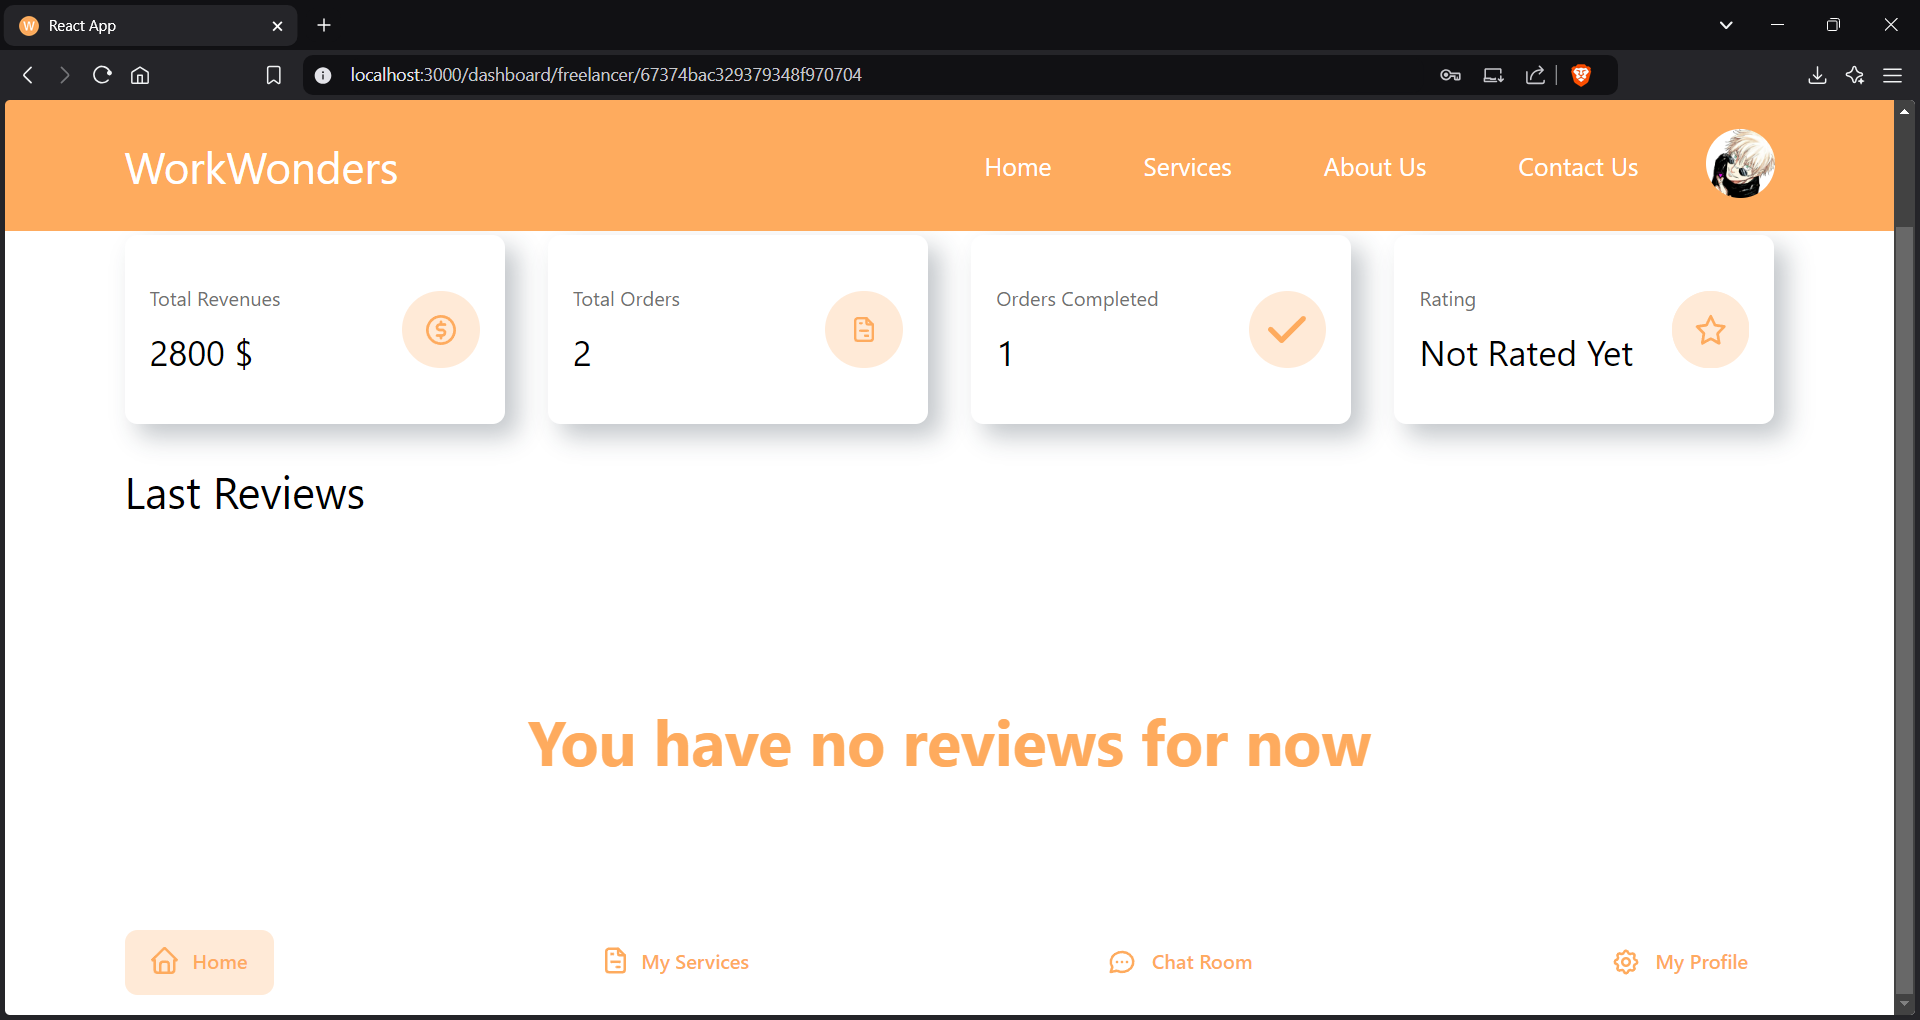 W React App
localhost:3000/dashboard/freelancer/67374bac329379348f970704
WorkWonders
Home
Services
About Us
Contact Us
Total Revenues
2800 $
Total Orders
2
Orders Completed
1
Rating
Not Rated Yet
Last Reviews
You have no reviews for now
Home
My Services
Chat Room
My Profile